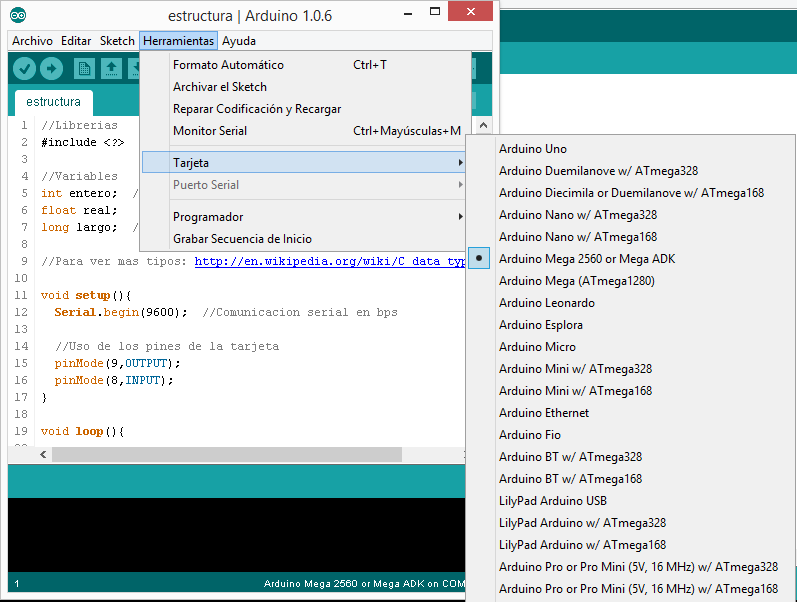 estructura | Arduino 1.0.6
Archivo Editar Sketch Herramientas Ayuda
Formato Automático Ctrl+T
Archivar el Sketch
Reparar Codificación y Recargar
Monitor Serial Ctrl+Mayúsculas+M
Tarjeta
Puerto Serial
Programador
Grabar Secuencia de Inicio
estructura
1 //Librerias
2 #include <?>
3
4 //Variables
5 int entero; /
6 float real;
7 long largo; /
8
9 //Para ver mas tipos: http://en.wikipedia.org/wiki/C_data_typ
10
11 void setup(){
12 Serial.begin(9600); //Comunicacion serial en bps
13
14 //Uso de los pines de la tarjeta
15 pinMode(9,OUTPUT);
16 pinMode(8,INPUT);
17 }
18
19 void loop(){
Arduino Uno
Arduino Duemilanove w/ ATmega328
Arduino Diecimila or Duemilanove w/ ATmega168
Arduino Nano w/ ATmega328
Arduino Nano w/ ATmega168
Arduino Mega 2560 or Mega ADK
Arduino Mega (ATmega1280)
Arduino Leonardo
Arduino Esplora
Arduino Micro
Arduino Mini w/ ATmega328
Arduino Mini w/ ATmega168
Arduino Ethernet
Arduino Fio
Arduino BT w/ ATmega328
Arduino BT w/ ATmega168
LilyPad Arduino USB
LilyPad Arduino w/ ATmega328
LilyPad Arduino w/ ATmega168
Arduino Pro or Pro Mini (5V, 16 MHz) w/ ATmega328
Arduino Pro or Pro Mini (5V, 16 MHz) w/ ATmega168
1 Arduino Mega 2560 or Mega ADK on COM